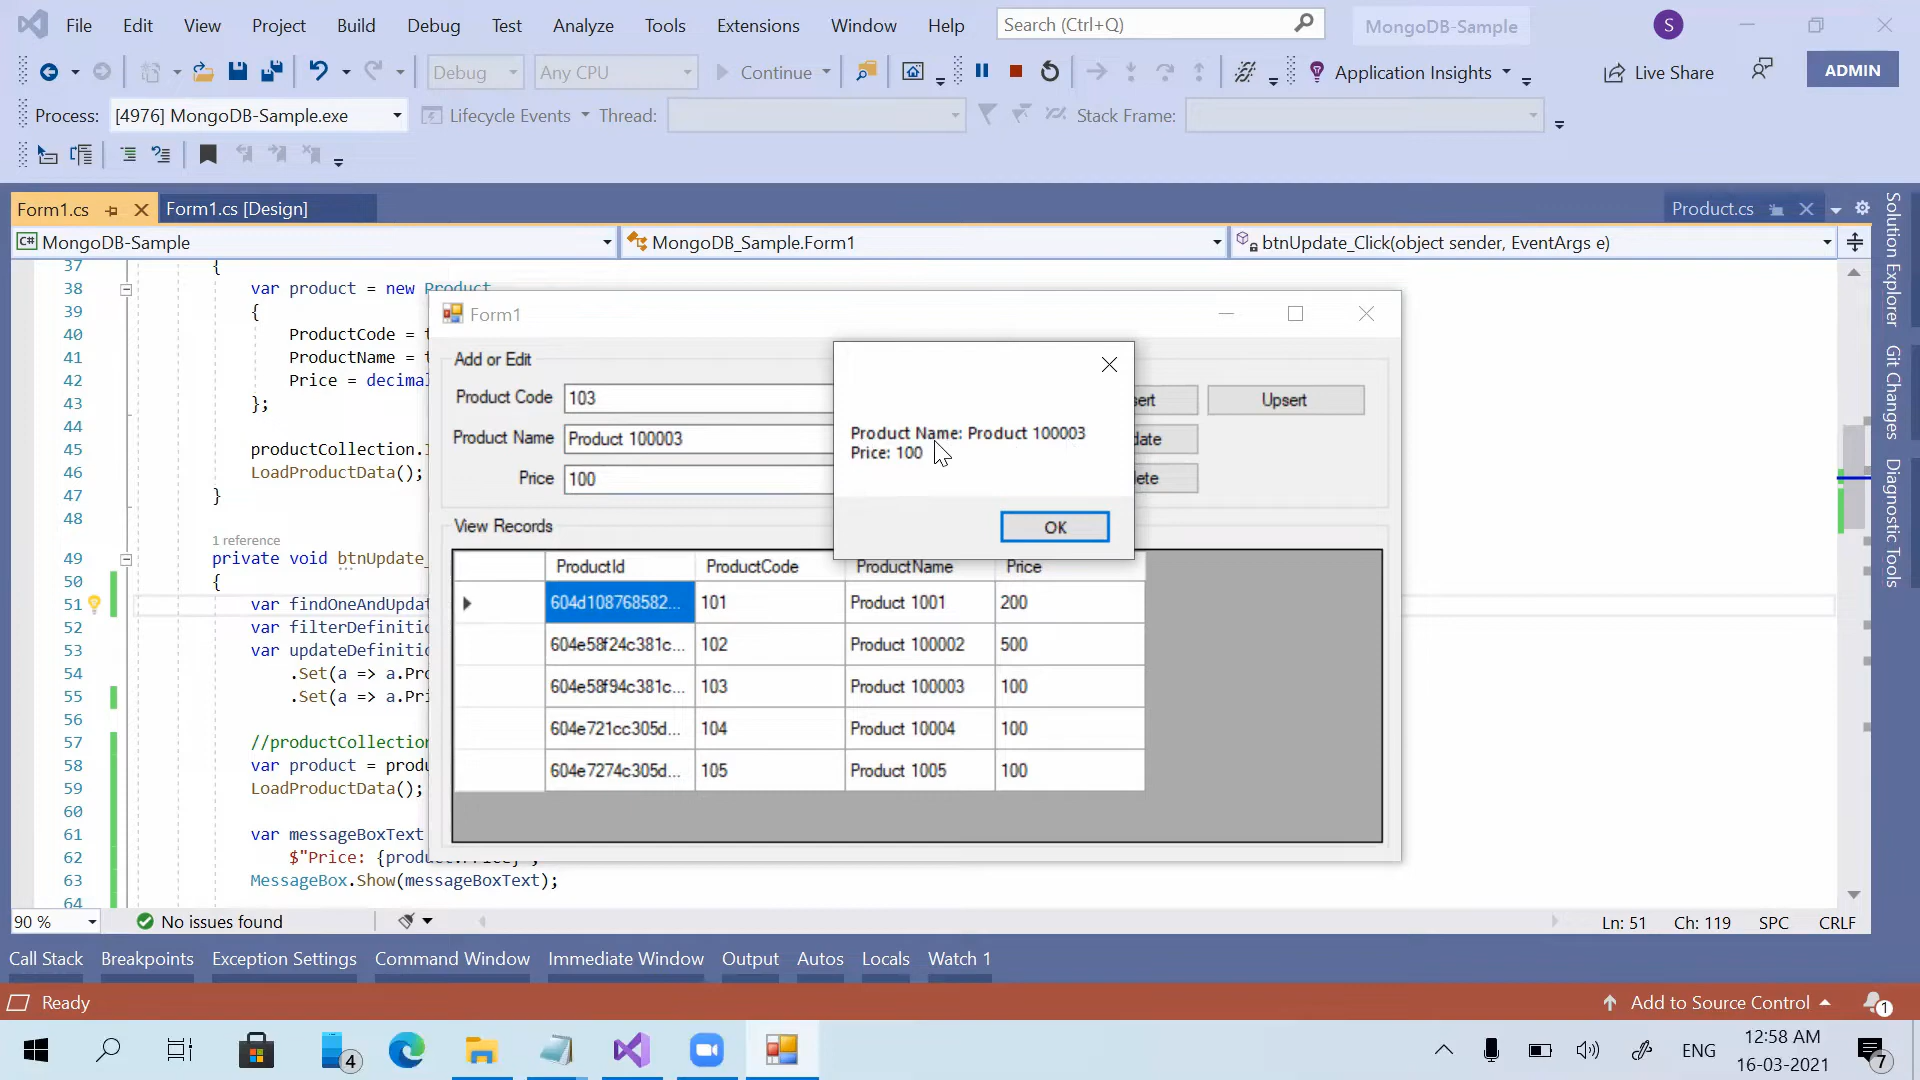 File Edit View Project Build Debug Test Analyze Tools Extensions Window Help Search (Ctrl+Q) MongoDB-Sample S
Debug Any CPU Continue Application Insights Live Share ADMIN
Process: [4976] MongoDB-Sample.exe Lifecycle Events Thread: Stack Frame:
Form1.cs Form1.cs [Design] Product.cs
C# MongoDB-Sample MongoDB_Sample.Form1 btnUpdate_Click(object sender, EventArgs e)
Solution Explorer
Git Changes
Diagnostic Tools
37 {
38 var product = new Product
39 {
40 ProductCode = t
41 ProductName = t
42 Price = decimal
43 };
44
45 productCollection.I
46 LoadProductData();
47 }
48
1 reference
49 private void btnUpdate_
50 {
51 var findOneAndUpdat
52 var filterDefinitio
53 var updateDefinitio
54 .Set(a => a.Pro
55 .Set(a => a.Pri
56
57 //productCollection
58 var product = produ
59 LoadProductData();
60
61 var messageBoxText
62 $"Price: {product.Price}";
63 MessageBox.Show(messageBoxText);
64
Form1
Add or Edit
Product Code 103
Product Name Product 100003
Price 100
sert Upsert
date
lete
Product Name: Product 100003
Price: 100
OK
View Records
ProductId ProductCode ProductName Price
604d108768582... 101 Product 1001 200
604e58f24c381c... 102 Product 100002 500
604e58f94c381c... 103 Product 100003 100
604e721cc305d... 104 Product 10004 100
604e7274c305d... 105 Product 1005 100
90 % No issues found Ln: 51 Ch: 119 SPC CRLF
Call Stack Breakpoints Exception Settings Command Window Immediate Window Output Autos Locals Watch 1
Ready Add to Source Control 1
4 ENG 12:58 AM
16-03-2021 7